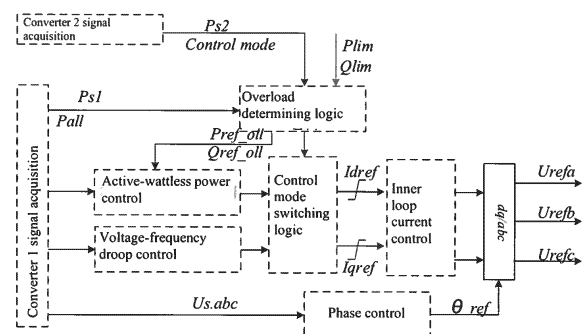 Converter 2 signal
acquisition
Ps2
Control mode
Plim
Qlim
Ps1
Pall
Overload
determining logic
Pref_oll
Qref_oll
Converter 1 signal acquisition
Active-wattless power
control
Voltage-frequency
droop control
Control
mode
switching
logic
Idref
Iqref
Inner
loop
current
control
dq/abc
Urefa
Urefb
Urefc
Us.abc
Phase control
θ_ref